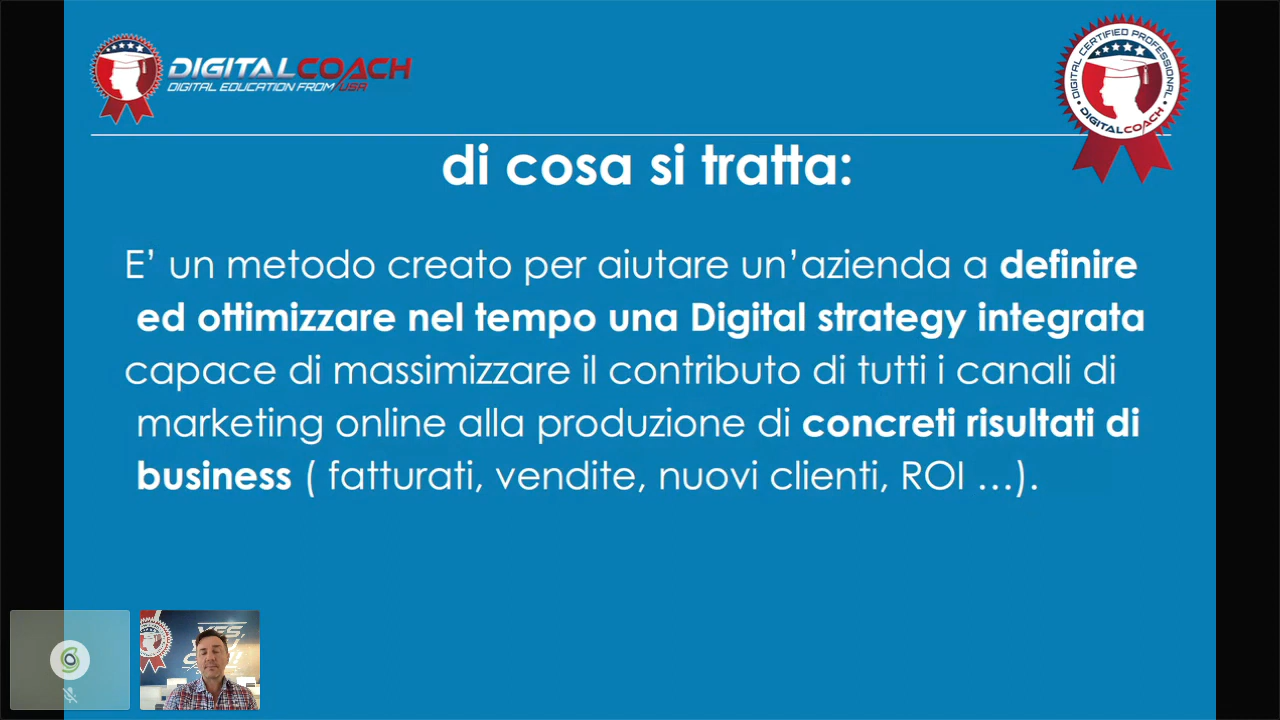 DIGITALCOACH
DIGITAL EDUCATION FROM USA
DIGITAL CERTIFIED PROFESSIONAL
DIGITALCOACH
di cosa si tratta:
E’ un metodo creato per aiutare un’azienda a definire
ed ottimizzare nel tempo una Digital strategy integrata
capace di massimizzare il contributo di tutti i canali di
marketing online alla produzione di concreti risultati di
business ( fatturati, vendite, nuovi clienti, ROI …).
YES,